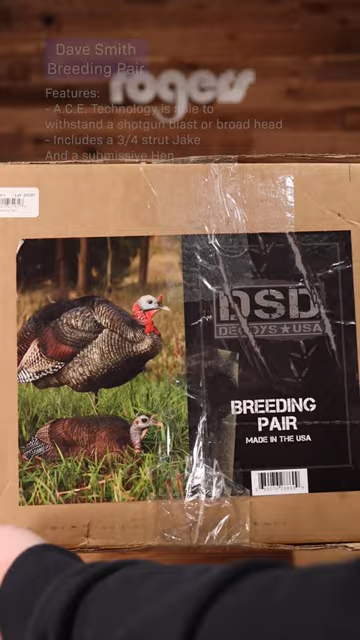 Dave Smith
Breeding Pair
rogers
Features:
- A.C.E. Technology is able to
withstand a shotgun blast or broad head
- Includes a 3/4 strut Jake
And a submissive Hen
DSD
DECOYS★USA
BREEDING
PAIR
MADE IN THE USA